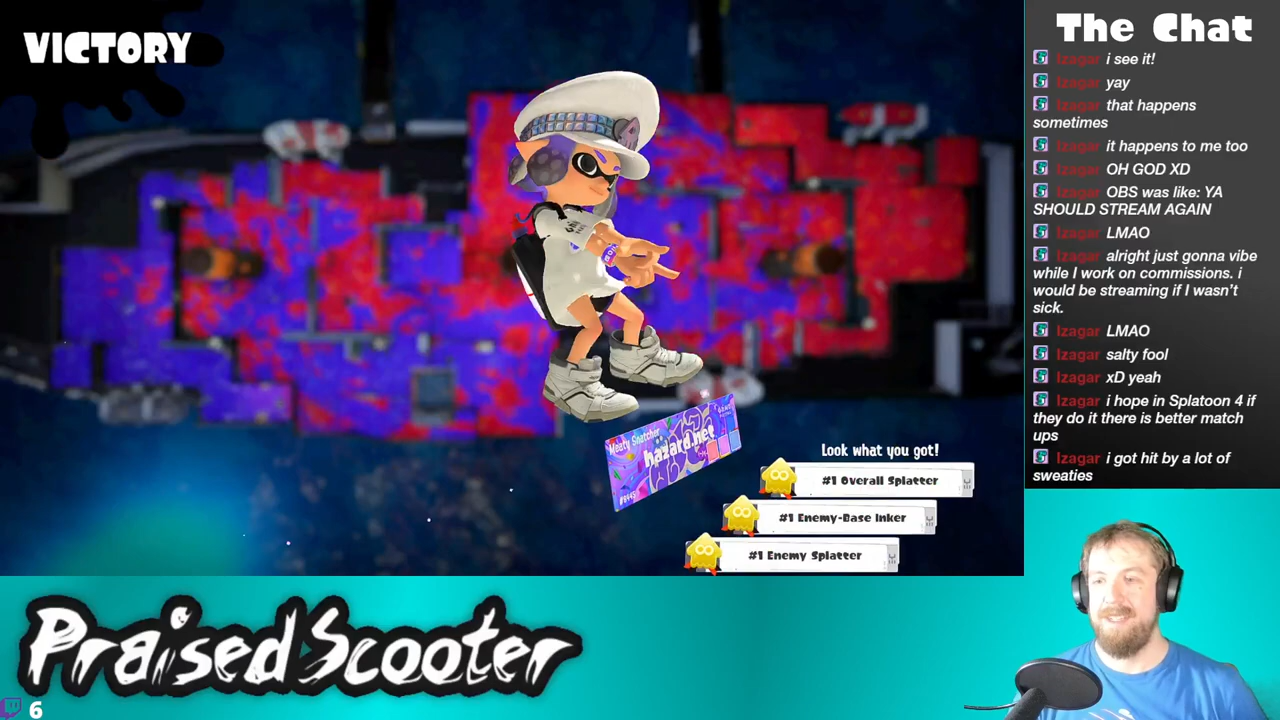 VICTORY
Meaty Snatcher
hazard.net
Look what you got!
#1 Overall Splatter
#1 Enemy-Base Inker
#1 Enemy Splatter
The Chat
Izagar i see it!
Izagar yay
Izagar that happens
sometimes
Izagar it happens to me too
Izagar OH GOD XD
Izagar OBS was like: YA
SHOULD STREAM AGAIN
Izagar LMAO
Izagar alright just gonna vibe
while I work on commissions. i
would be streaming if I wasn't
sick.
Izagar LMAO
Izagar salty fool
Izagar xD yeah
Izagar i hope in Splatoon 4 if
they do it there is better match
ups
Izagar i got hit by a lot of
sweaties
Praised Scooter
6